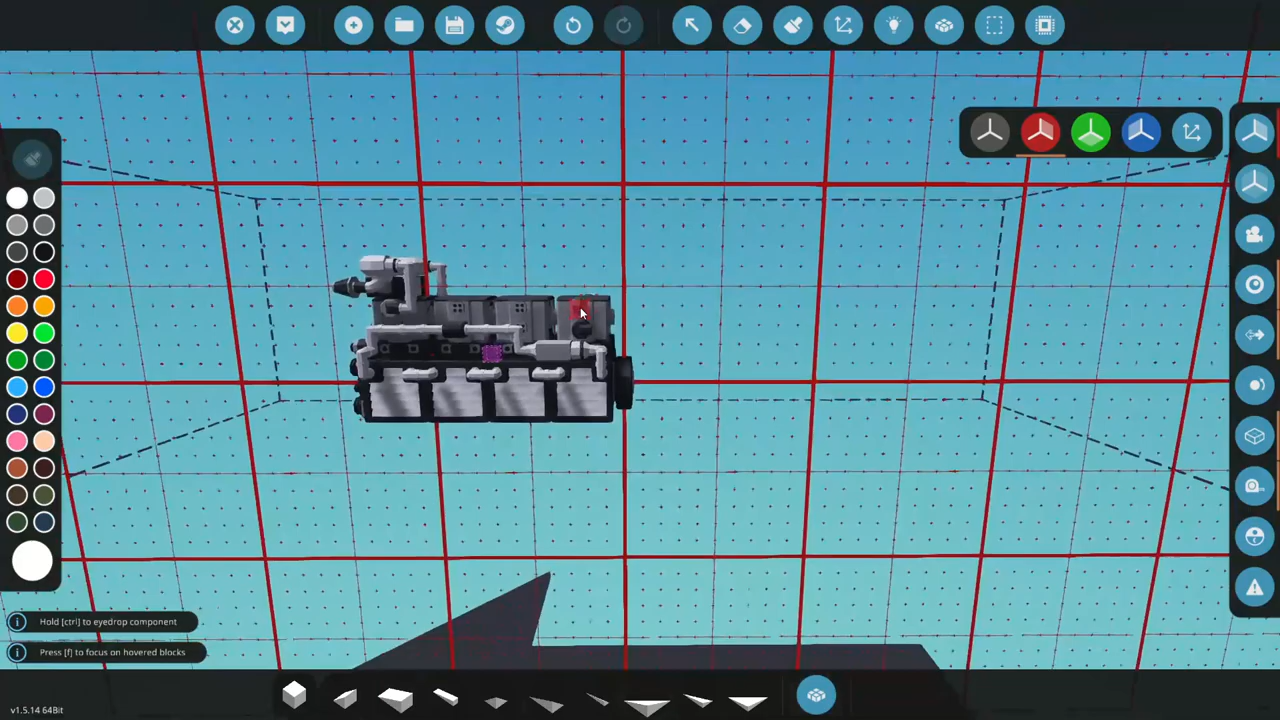 Hold [ctrl] to eyedrop component
Press [f] to focus on hovered blocks
v1.5.14 64Bit